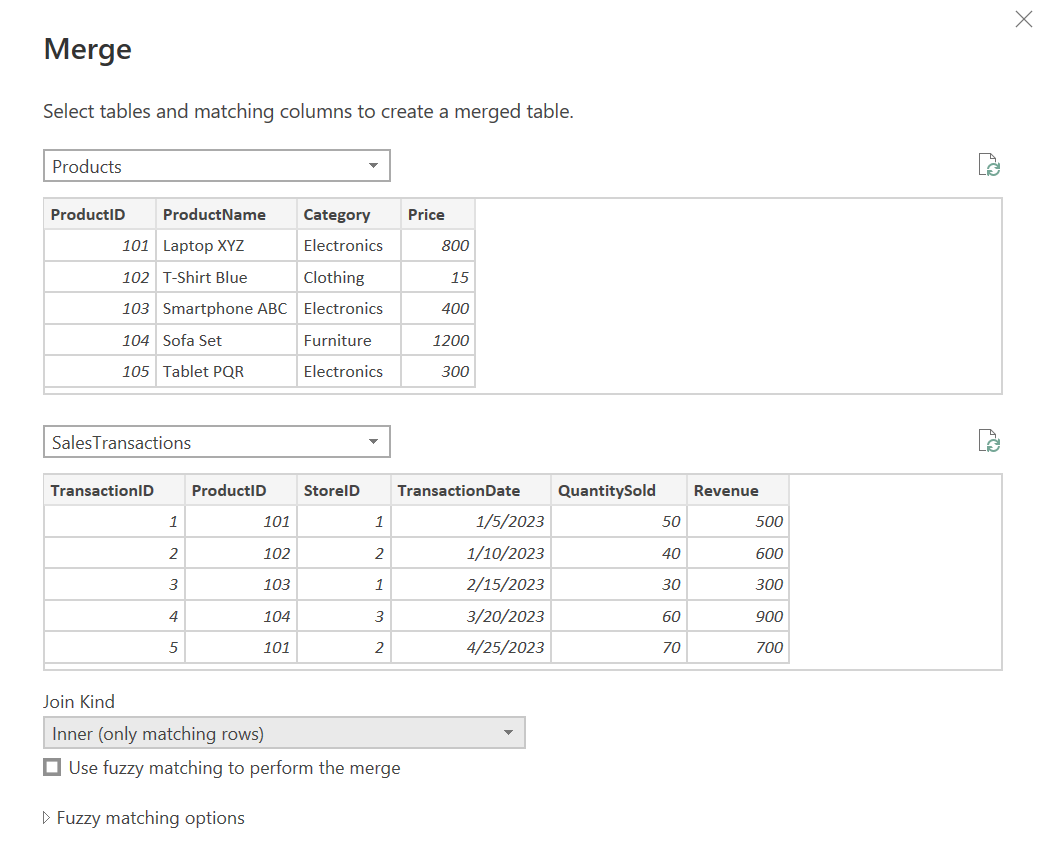 Merge
Select tables and matching columns to create a merged table.
Products
ProductID ProductName Category Price
101 Laptop XYZ Electronics 800
102 T-Shirt Blue Clothing 15
103 Smartphone ABC Electronics 400
104 Sofa Set Furniture 1200
105 Tablet PQR Electronics 300
SalesTransactions
TransactionID ProductID StoreID TransactionDate QuantitySold Revenue
1 101 1 1/5/2023 50 500
2 102 2 1/10/2023 40 600
3 103 1 2/15/2023 30 300
4 104 3 3/20/2023 60 900
5 101 2 4/25/2023 70 700
Join Kind
Inner (only matching rows)
Use fuzzy matching to perform the merge
Fuzzy matching options